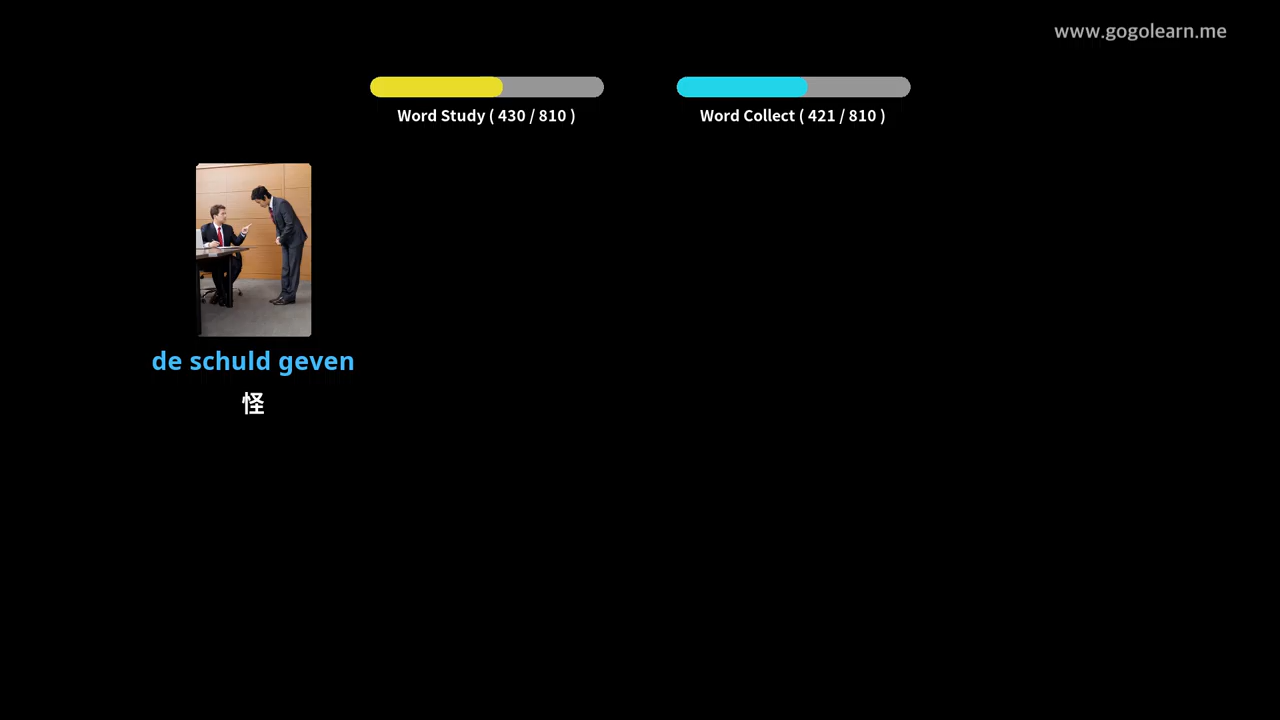 www.gogolearn.me
Word Study ( 430 / 810 )
Word Collect ( 421 / 810 )
de schuld geven
怪